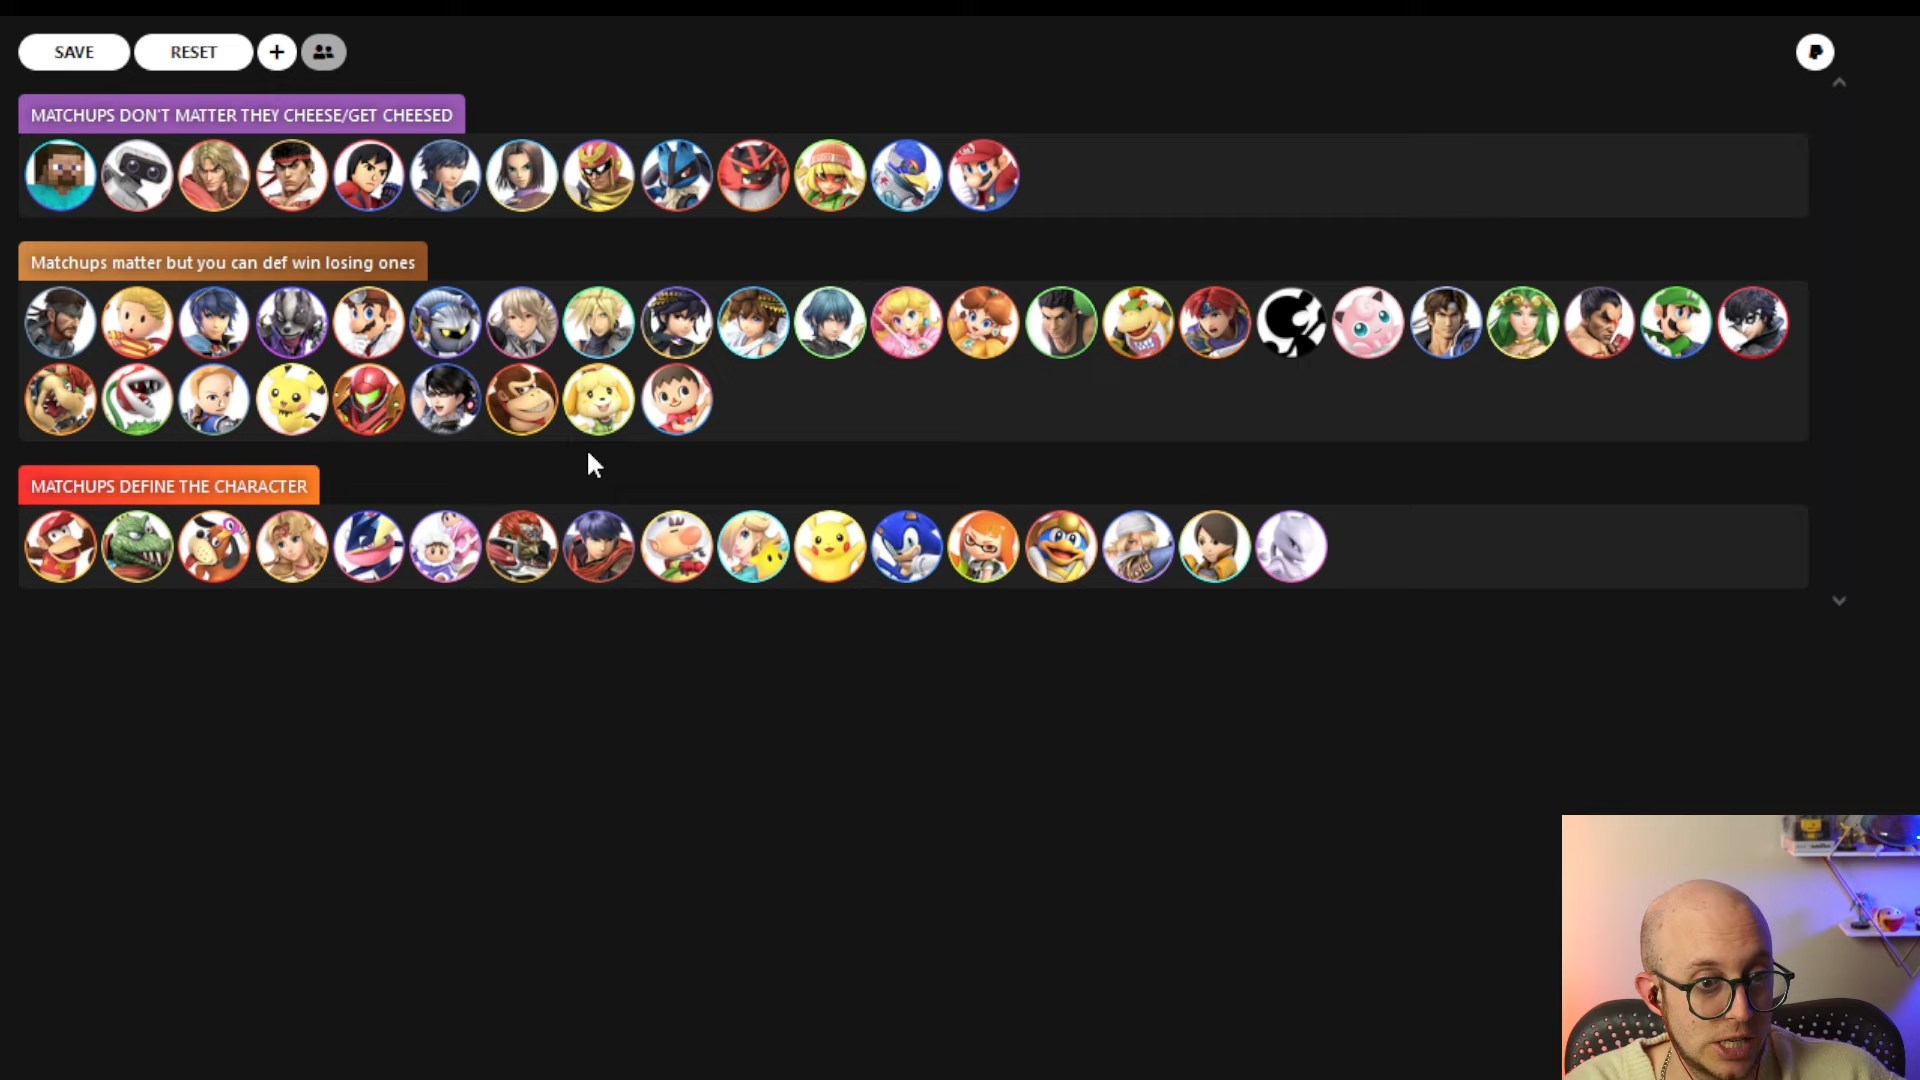 SAVE
RESET
MATCHUPS DON'T MATTER THEY CHEESE/GET CHEESED
Matchups matter but you can def win losing ones
MATCHUPS DEFINE THE CHARACTER